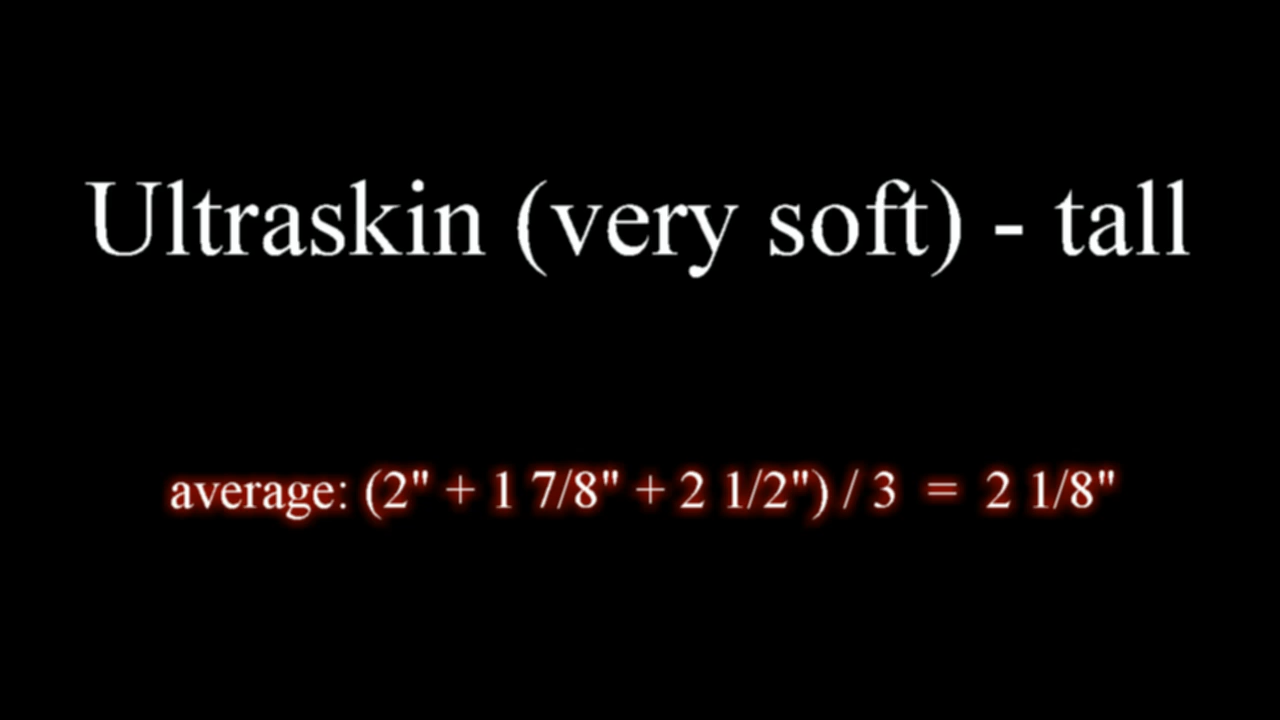 Ultraskin (very soft) - tall
average: (2" + 1 7/8" + 2 1/2") / 3 = 2 1/8"